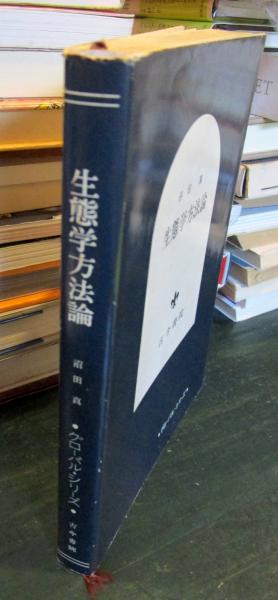 生態学方法論
沼田 真
グローバル・シリーズ
古今書院
沼田 真
生態学方法論
古今書院